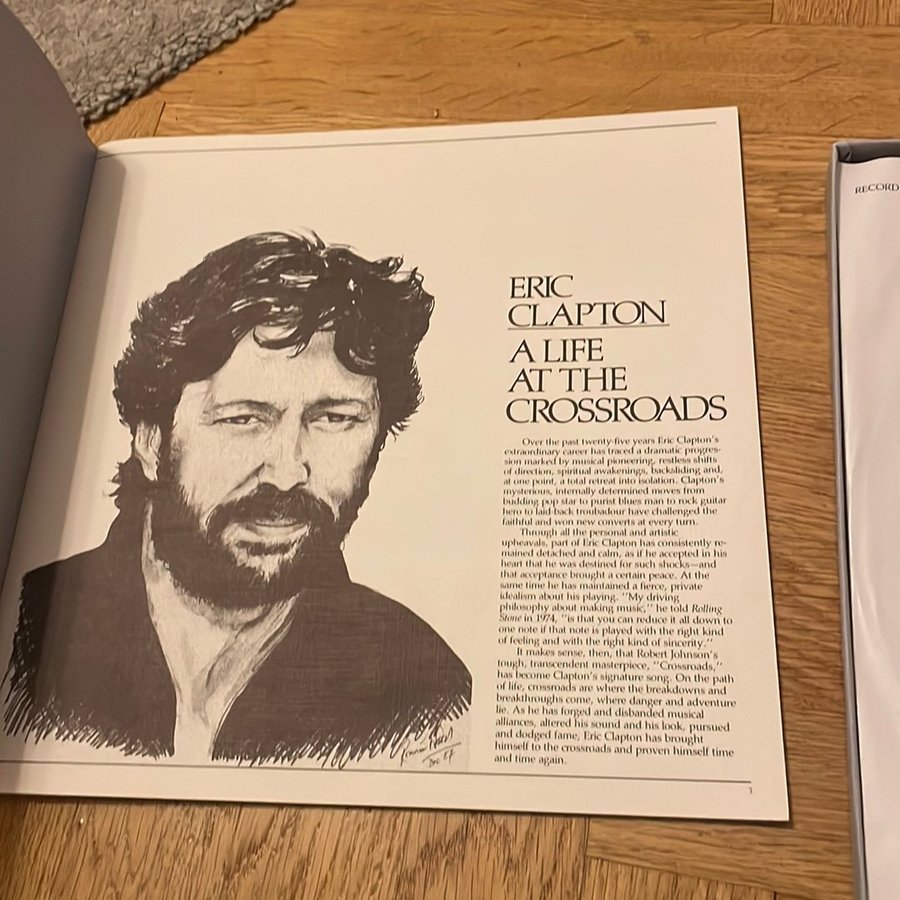 ERIC
CLAPTON
A LIFE
AT THE
CROSSROADS
Over the past twenty-five years Eric Clapton's
extraordinary career has traced a dramatic progres-
sion marked by musical pioneering, restless shifts
of direction, spiritual awakenings, backsliding and,
at one point, a total retreat into isolation. Clapton's
mysterious, internally determined moves from
budding pop star to purist blues man to rock guitar
hero to laid-back troubadour have challenged the
faithful and won new converts at every turn.
Through all the personal and artistic
upheavals, part of Eric Clapton has consistently re-
mained detached and calm, as if he accepted in his
heart that he was destined for such shocks—and
that acceptance brought a certain peace. At the
same time he has maintained a fierce, private
idealism about his playing. "My driving
philosophy about making music," he told Rolling
Stone in 1974, "is that you can reduce it all down to
one note if that note is played with the right kind
of feeling and with the right kind of sincerity."
It makes sense, then, that Robert Johnson's
tough, transcendent masterpiece, "Crossroads,"
has become Clapton's signature song. On the path
of life, crossroads are where the breakdowns and
breakthroughs come, where danger and adventure
lie. As he has forged and disbanded musical
alliances, altered his sound and his look, pursued
and dodged fame, Eric Clapton has brought
himself to the crossroads and proven himself time
and time again.
Dec 87
3
RECORD